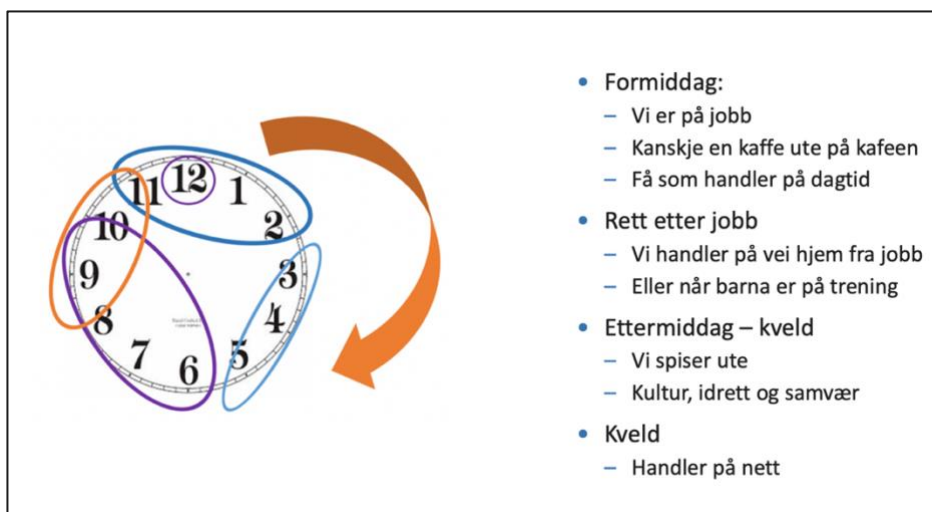 12
1
2
3
4
5
6
7
8
9
10
11
• Formiddag:
– Vi er på jobb
– Kanskje en kaffe ute på kafeen
– Få som handler på dagtid
• Rett etter jobb
– Vi handler på vei hjem fra jobb
– Eller når barna er på trening
• Ettermiddag – kveld
– Vi spiser ute
– Kultur, idrett og samvær
• Kveld
– Handler på nett